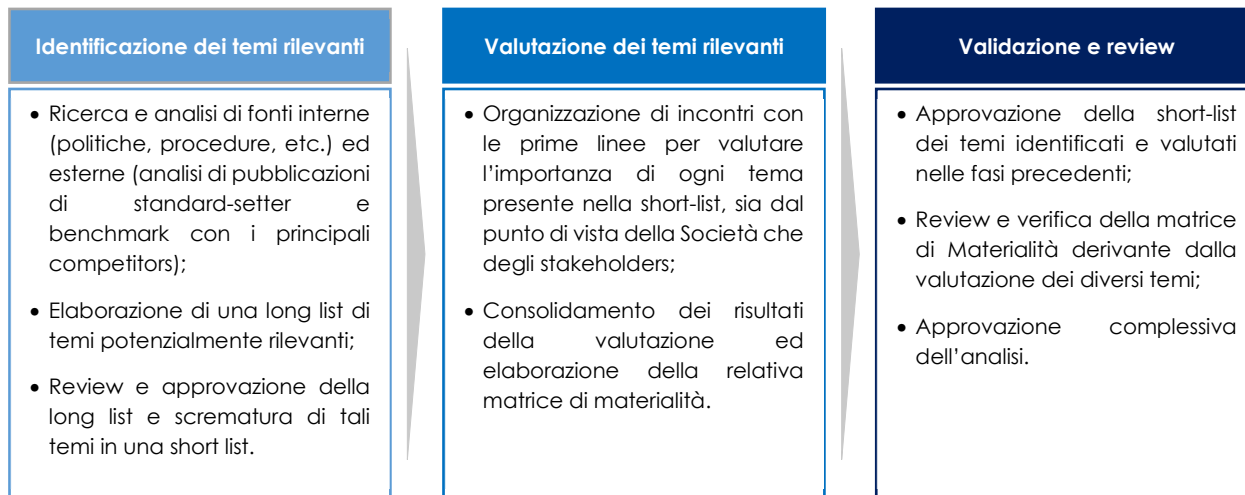 Identificazione dei temi rilevanti
• Ricerca e analisi di fonti interne
(politiche, procedure, etc.) ed
esterne (analisi di pubblicazioni
di standard-setter e
benchmark con i principali
competitors);
• Elaborazione di una long list di
temi potenzialmente rilevanti;
• Review e approvazione della
long list e scrematura di tali
temi in una short list.
Valutazione dei temi rilevanti
• Organizzazione di incontri con
le prime linee per valutare
l'importanza di ogni tema
presente nella short-list, sia dal
punto di vista della Società che
degli stakeholders;
• Consolidamento dei risultati
della valutazione ed
elaborazione della relativa
matrice di materialità.
Validazione e review
• Approvazione della short-list
dei temi identificati e valutati
nelle fasi precedenti;
• Review e verifica della matrice
di Materialità derivante dalla
valutazione dei diversi temi;
• Approvazione complessiva
dell'analisi.